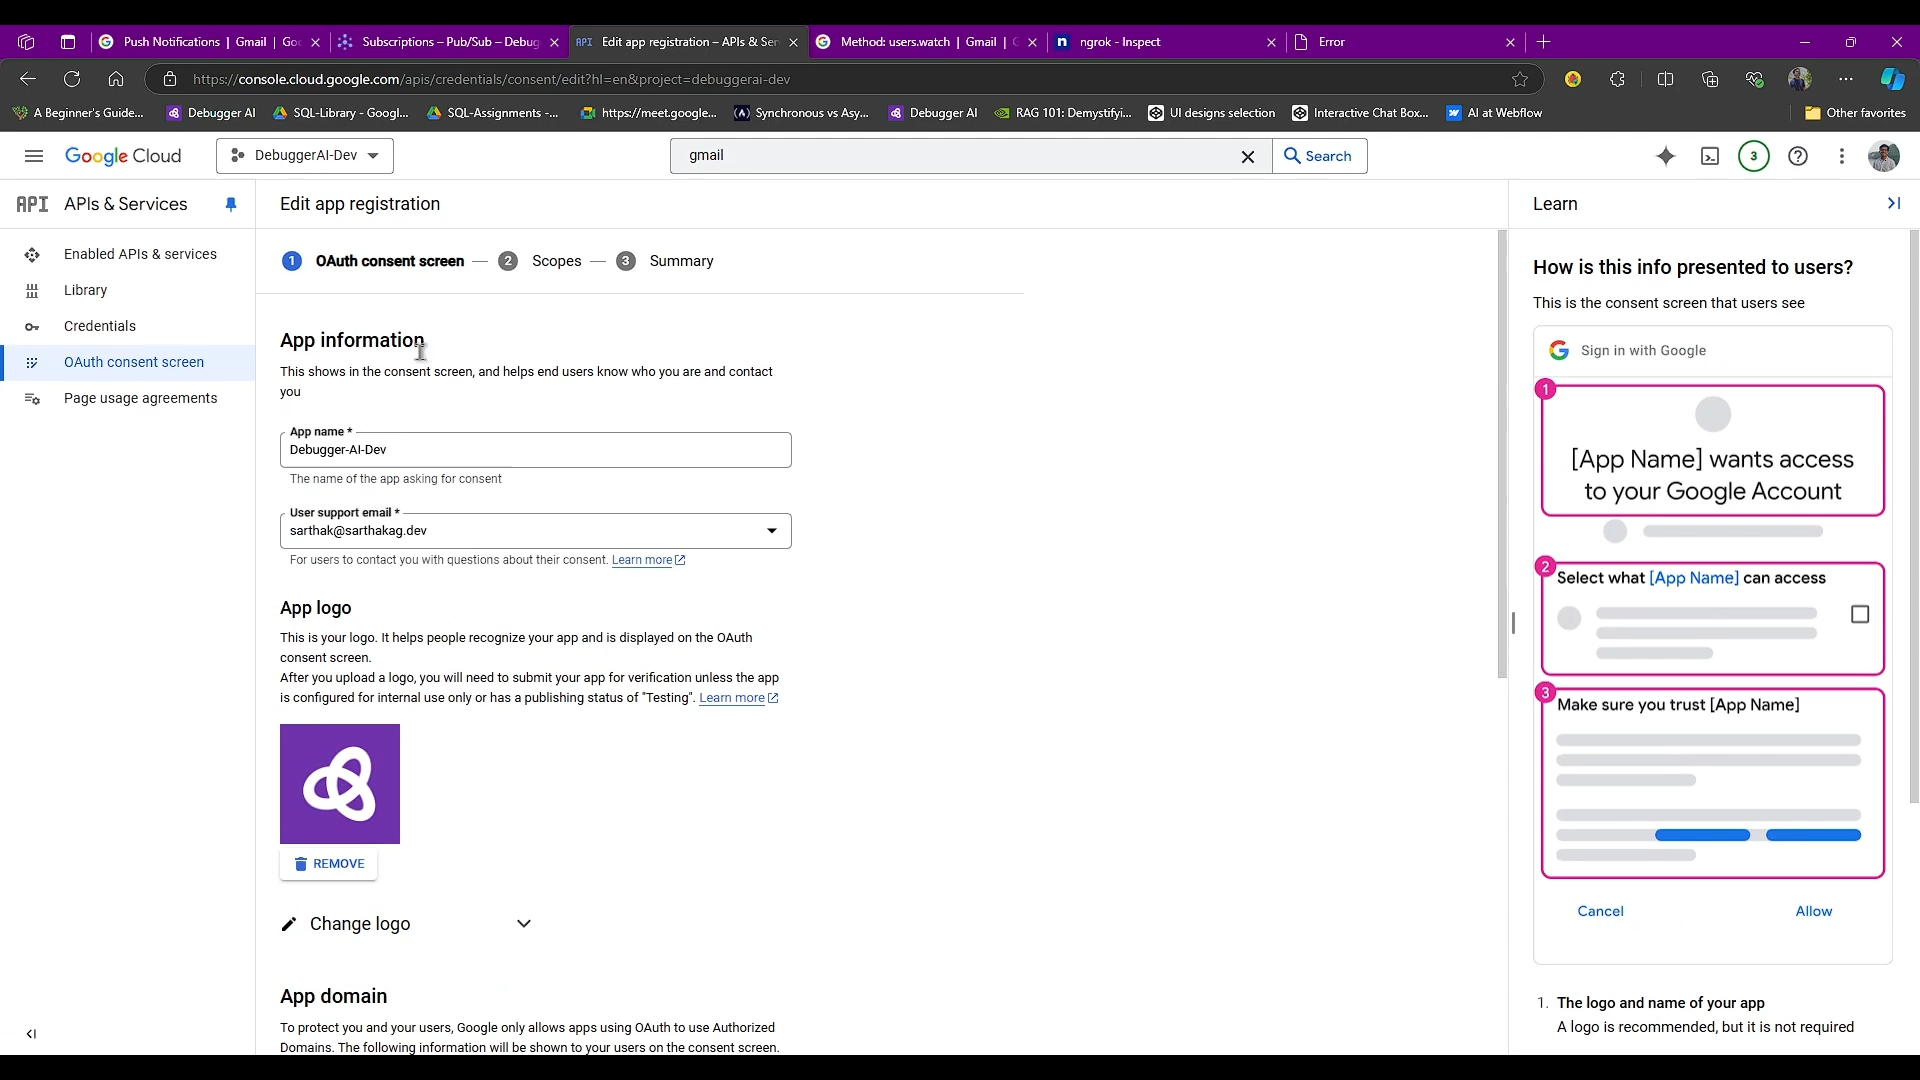 Push Notifications | Gmail | Goo
Subscriptions – Pub/Sub – Debug
API Edit app registration – APIs & Ser
Method: users.watch | Gmail |
n ngrok - Inspect
Error
https://console.cloud.google.com/apis/credentials/consent/edit?hl=en&project=debuggerai-dev
A Beginner's Guide...
Debugger AI
SQL-Library - Googl...
SQL-Assignments -...
https://meet.google...
Synchronous vs Asy...
Debugger AI
RAG 101: Demystifyi...
UI designs selection
Interactive Chat Box...
AI at Webflow
Other favorites
Google Cloud
DebuggerAI-Dev
gmail
Search
3
API APIs & Services
Edit app registration
Learn
Enabled APIs & services
Library
Credentials
OAuth consent screen
Page usage agreements
1 OAuth consent screen — 2 Scopes — 3 Summary
App information
This shows in the consent screen, and helps end users know who you are and contact
you
App name *
Debugger-AI-Dev
The name of the app asking for consent
User support email *
sarthak@sarthakag.dev
For users to contact you with questions about their consent. Learn more
App logo
This is your logo. It helps people recognize your app and is displayed on the OAuth
consent screen.
After you upload a logo, you will need to submit your app for verification unless the app
is configured for internal use only or has a publishing status of "Testing". Learn more
REMOVE
Change logo
App domain
To protect you and your users, Google only allows apps using OAuth to use Authorized
Domains. The following information will be shown to your users on the consent screen.
How is this info presented to users?
This is the consent screen that users see
G Sign in with Google
1
[App Name] wants access
to your Google Account
2
Select what [App Name] can access
3
Make sure you trust [App Name]
Cancel
Allow
1. The logo and name of your app
A logo is recommended, but it is not required